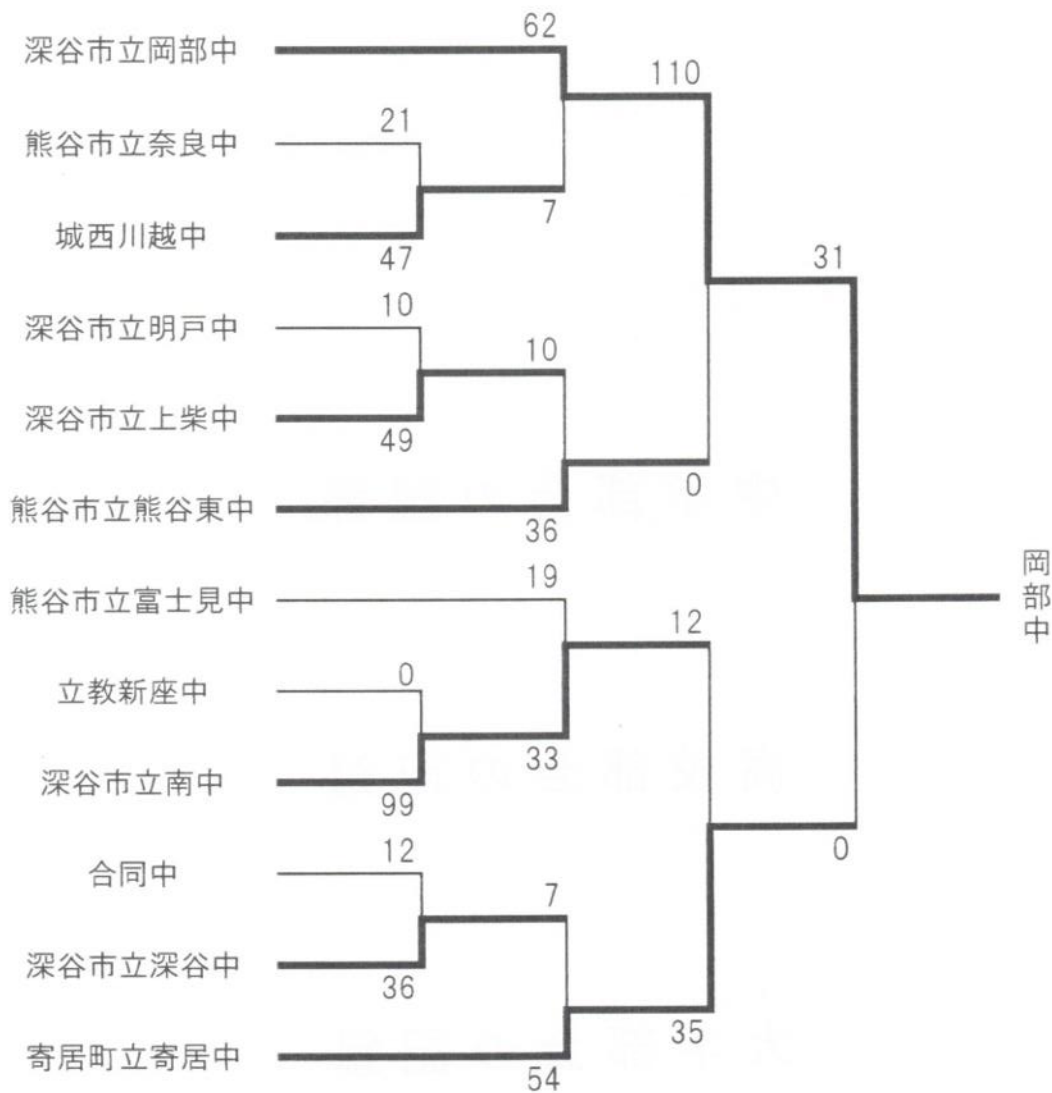 62
深谷市立岡部中
110
21
熊谷市立奈良中
7
城西川越中
47
31
10
深谷市立明戸中
10
深谷市立上柴中
49
0
熊谷市立熊谷東中
36
19
熊谷市立富士見中
12
岡部中
0
立教新座中
33
深谷市立南中
99
12
合同中
0
7
深谷市立深谷中
36
35
寄居町立寄居中
54